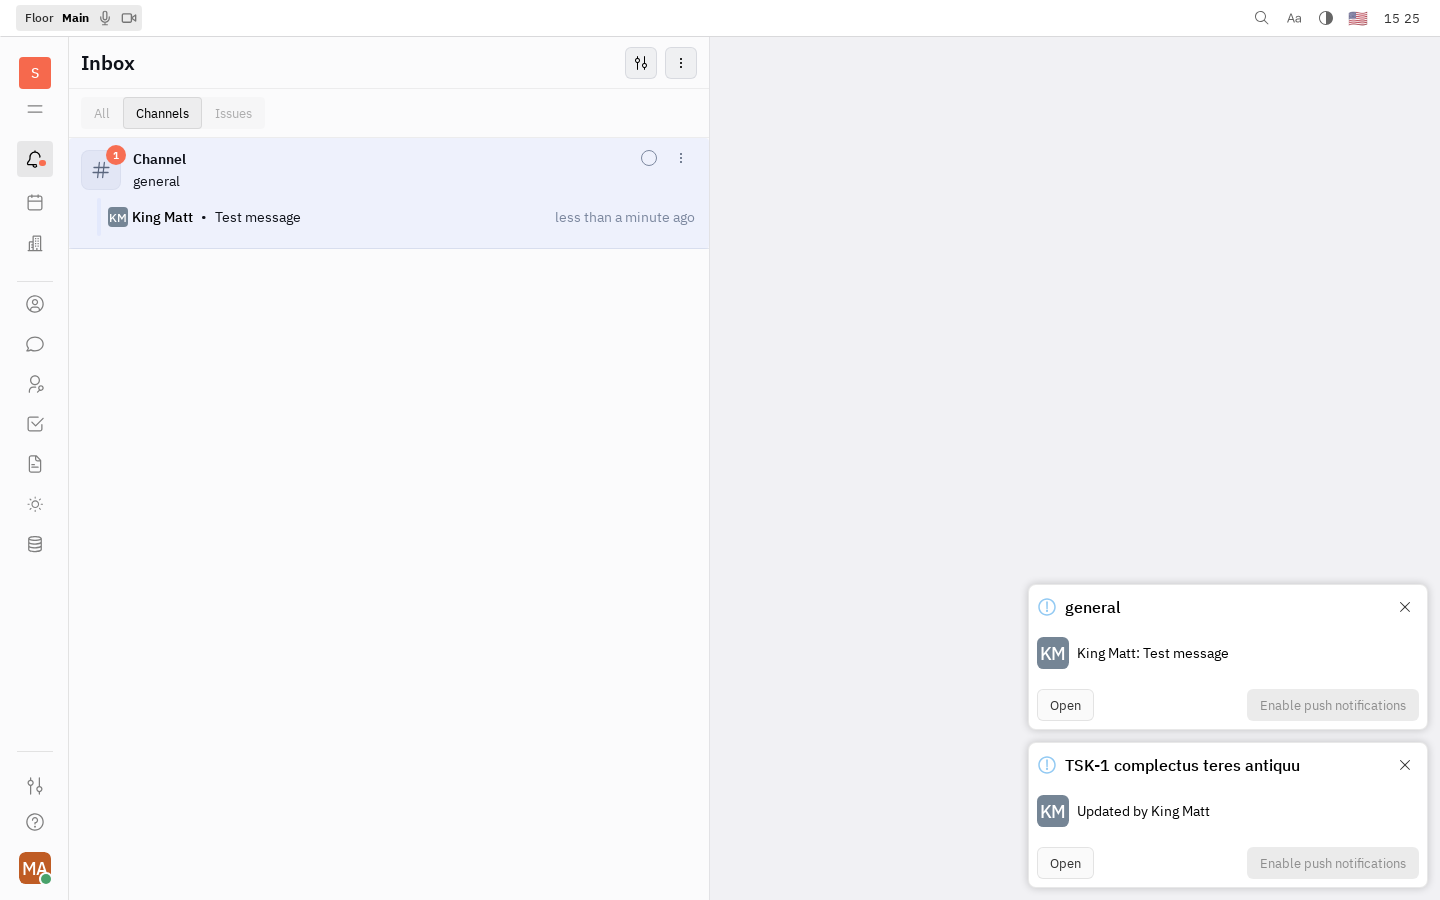 Floor Main
Aa
15 25
S
Inbox
All
Channels
Issues
1
Channel
general
KM King Matt • Test message
less than a minute ago
general
KM King Matt: Test message
Open
Enable push notifications
TSK-1 complectus teres antiquu
KM Updated by King Matt
Open
Enable push notifications
MA